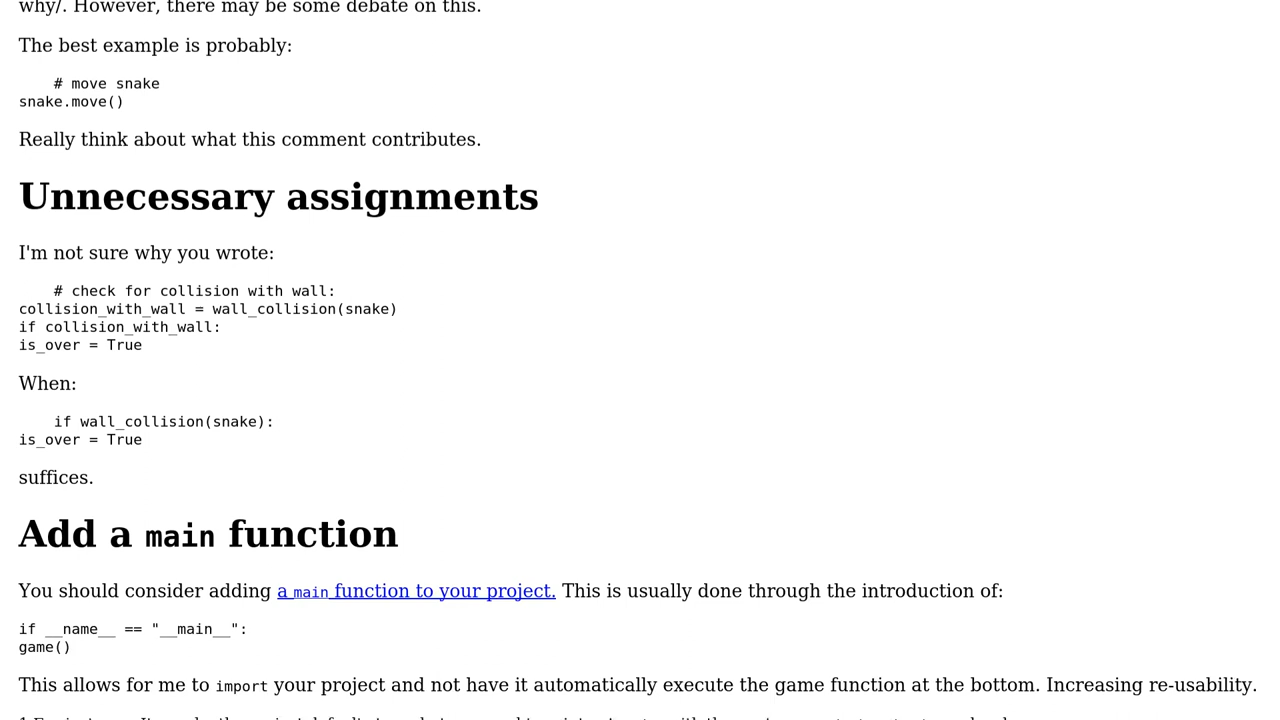 why/. However, there may be some debate on this.
The best example is probably:
# move snake
snake.move()
Really think about what this comment contributes.
Unnecessary assignments
I'm not sure why you wrote:
# check for collision with wall:
collision_with_wall = wall_collision(snake)
if collision_with_wall:
is_over = True
When:
if wall_collision(snake):
is_over = True
suffices.
Add a main function
You should consider adding a main function to your project. This is usually done through the introduction of:
if __name__ == "__main__":
game()
This allows for me to import your project and not have it automatically execute the game function at the bottom. Increasing re-usability.